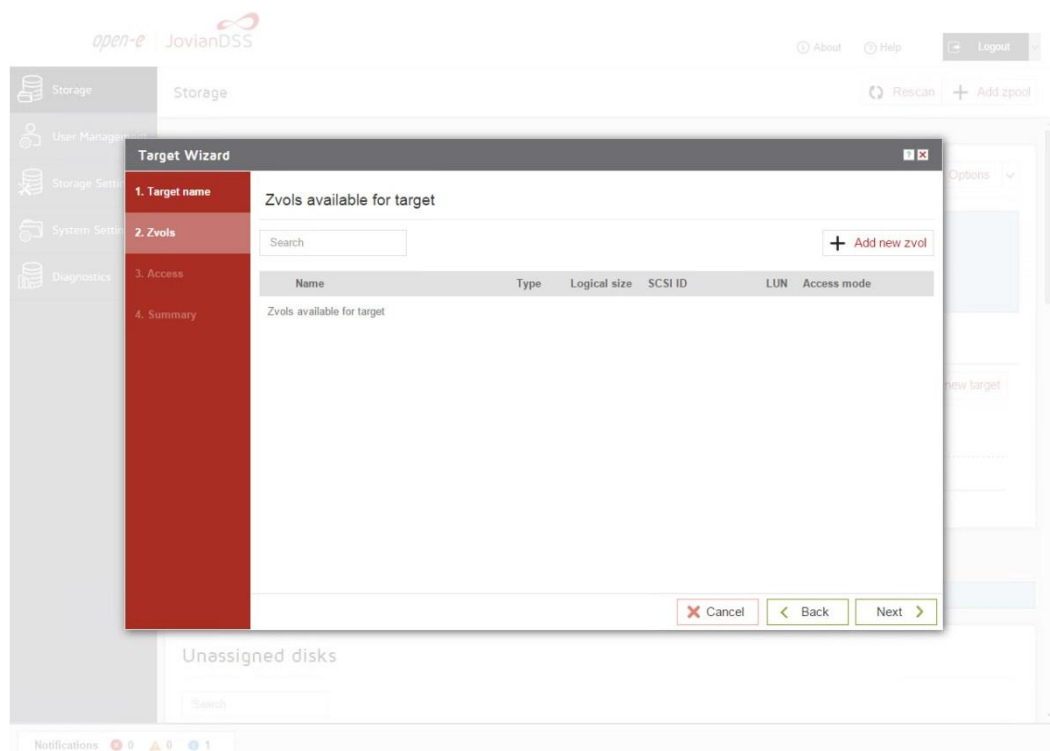 open-e JovianDSS
About Help Logout
Storage
Storage
Rescan + Add zpool
User Management
Target Wizard
?
Options
Storage Settin
1. Target name
Zvols available for target
System Settin
2. Zvols
Search
+ Add new zvol
Diagnostics
3. Access
Name Type Logical size SCSI ID LUN Access mode
4. Summary
Zvols available for target
new target
Cancel
Back
Next
Unassigned disks
Search
Notifications 0 0 1